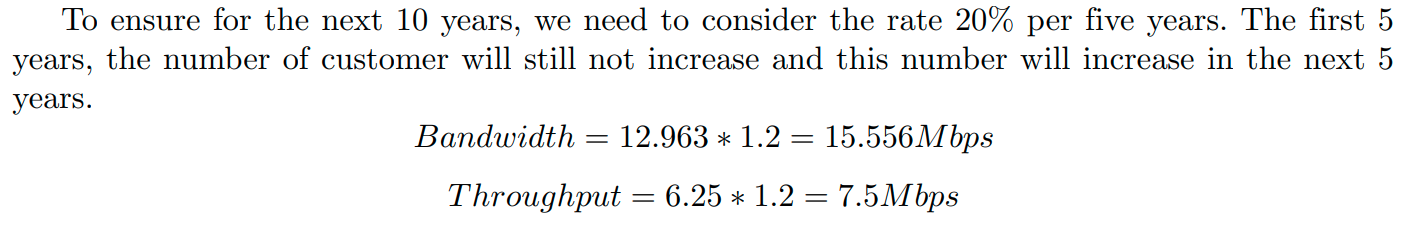 To ensure for the next 10 years, we need to consider the rate 20% per five years. The first 5
years, the number of customer will still not increase and this number will increase in the next 5
years.
Bandwidth = 12.963 * 1.2 = 15.556Mbps
Throughput = 6.25 * 1.2 = 7.5Mbps